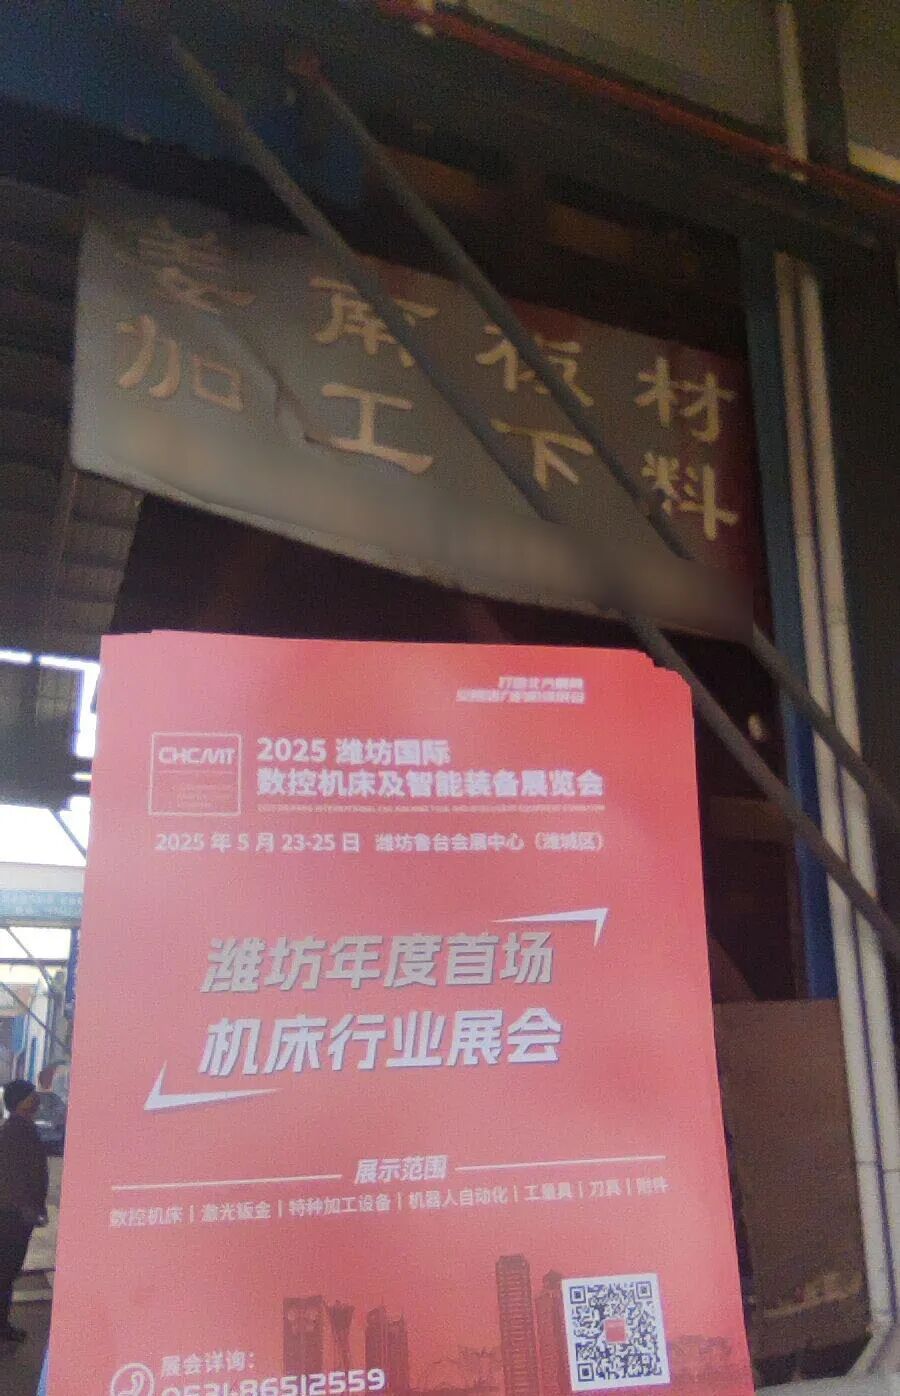 姜南板材
加工下料
CHCMT
2025 潍坊国际
数控机床及智能装备展览会
2025 年 5 月 23-25 日 潍坊鲁台会展中心（潍城区）
潍坊年度首场
机床行业展会
展示范围
数控机床 | 激光钣金 | 特种加工设备 | 机器人自动化 | 工量具 | 刀具 | 附件
展会详询：
0531-86512559